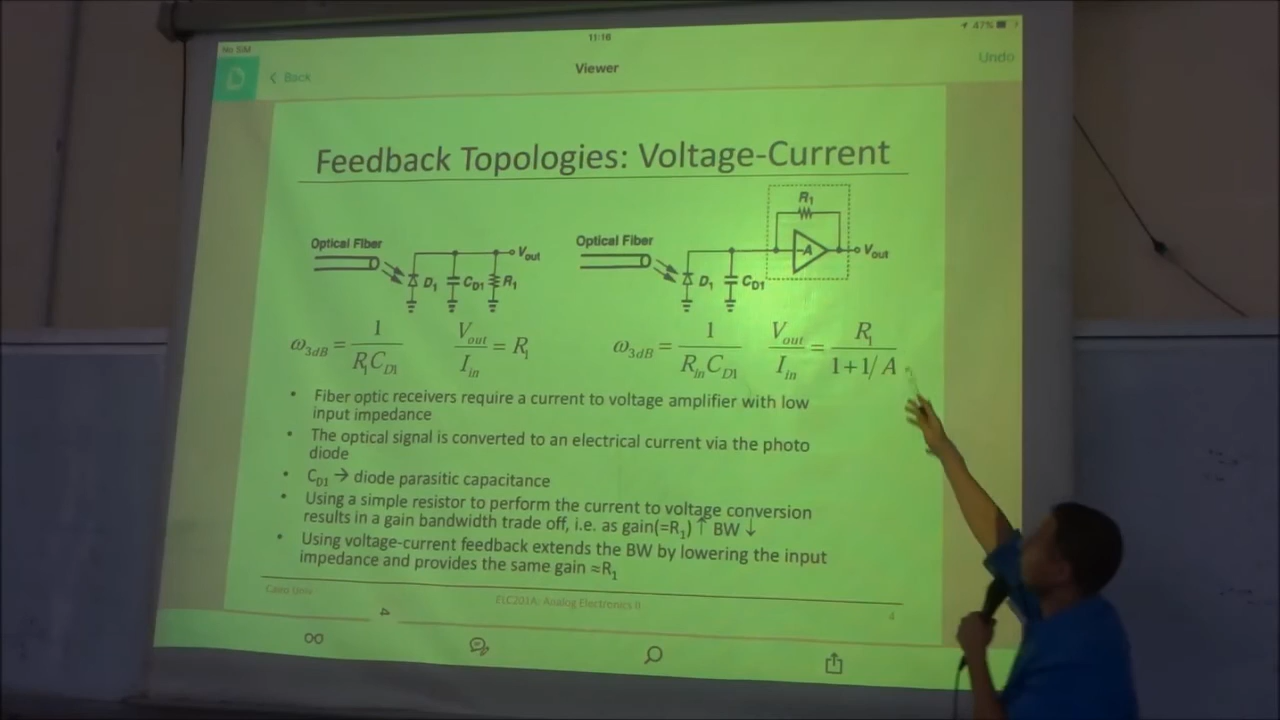 No SIM
11:16
47%
Back
Viewer
Undo
Feedback Topologies: Voltage-Current
Optical Fiber
D1
CD1
R1
Vout
Optical Fiber
D1
CD1
R1
-A
Vout
ω3dB = 1 / R1CD1
Vout / Iin = R1
ω3dB = 1 / RinCD1
Vout / Iin = R1 / 1+1/A
• Fiber optic receivers require a current to voltage amplifier with low
input impedance
• The optical signal is converted to an electrical current via the photo
diode
• CD1 → diode parasitic capacitance
• Using a simple resistor to perform the current to voltage conversion
results in a gain bandwidth trade off, i.e. as gain(=R1)↑ BW↓
• Using voltage-current feedback extends the BW by lowering the input
impedance and provides the same gain ≈R1
Cairo Univ
ELC201A: Analog Electronics II
4